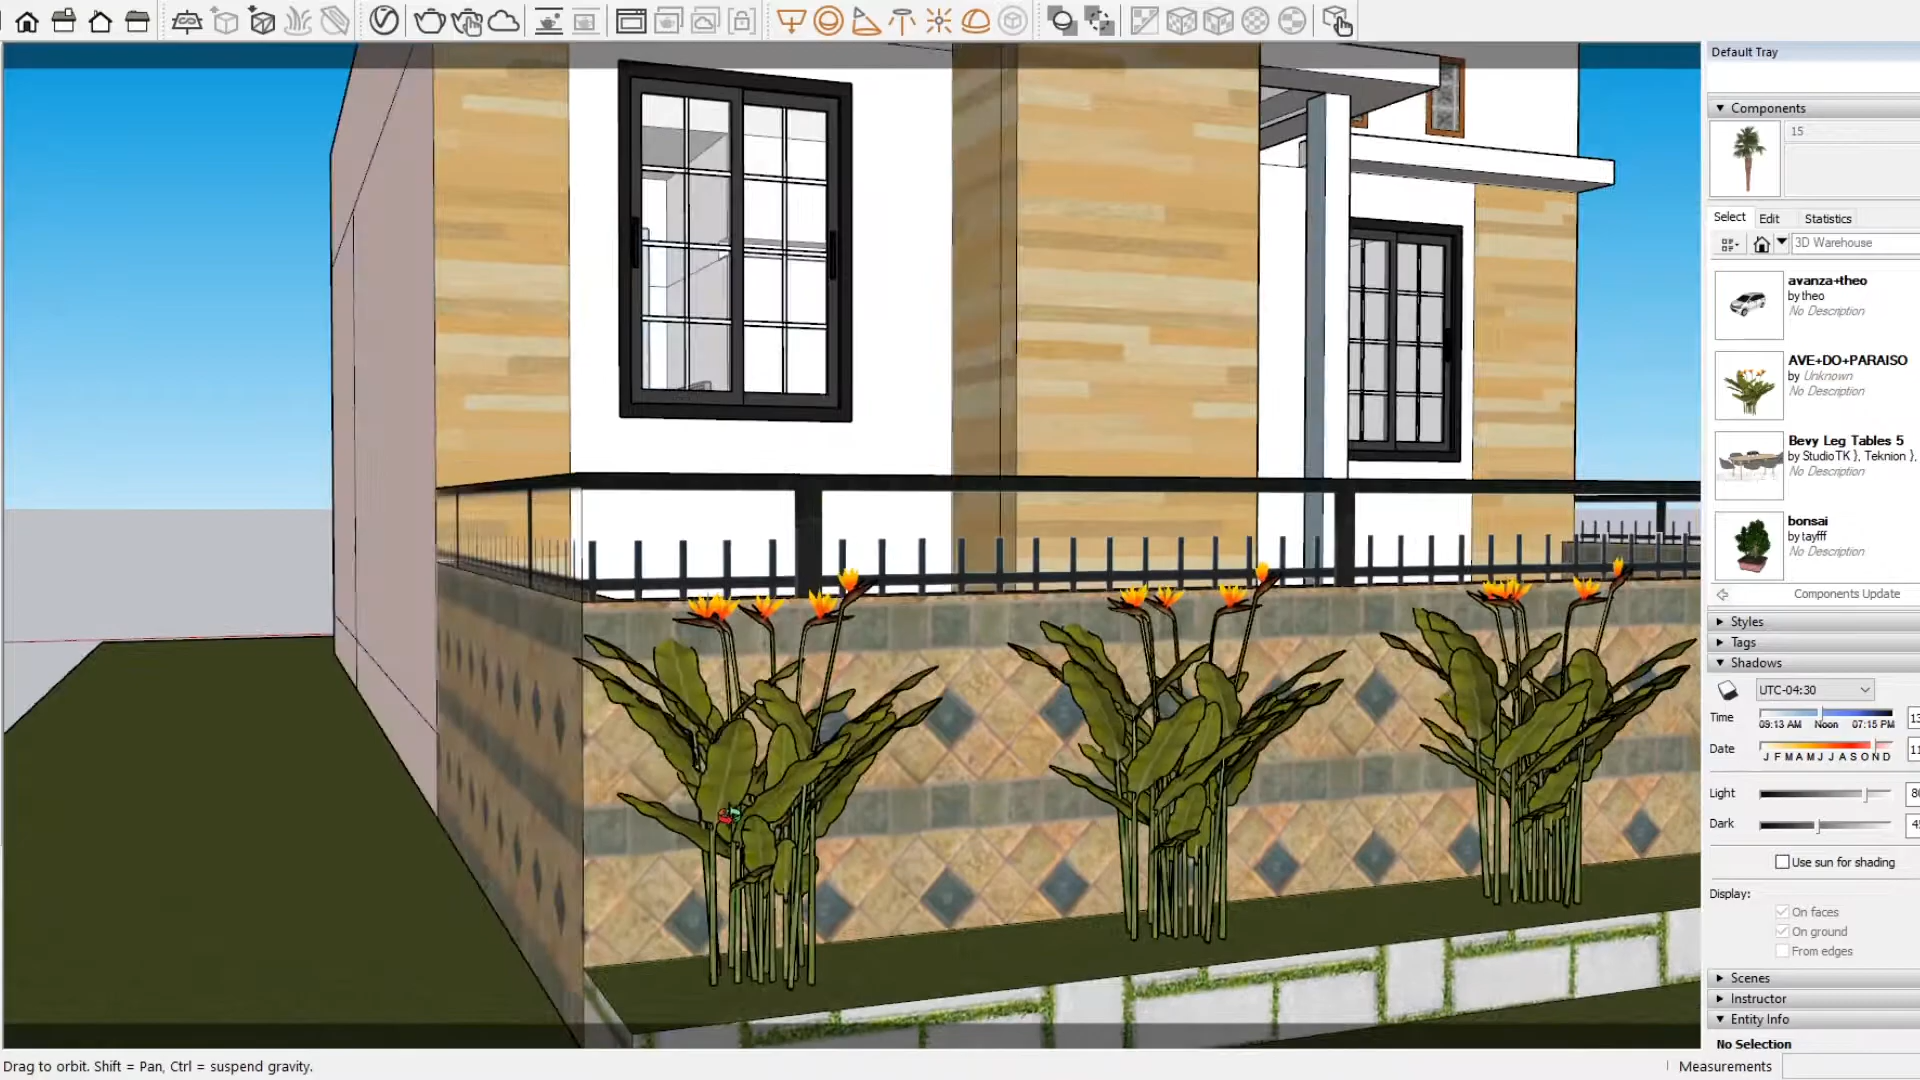 Default Tray
Components
15
Select Edit Statistics
3D Warehouse
avanza+theo
by theo
No Description
AVE+DO+PARAISO
by Unknown
No Description
Bevy Leg Tables 5
by StudioTK }, Teknion },
No Description
bonsai
by tayfff
No Description
Components Update
Styles
Tags
Shadows
UTC-04:30
Time
09:13 AM Noon 07:15 PM
13
Date
J F M A M J J A S O N D
11
Light
80
Dark
45
Use sun for shading
Display:
On faces
On ground
From edges
Scenes
Instructor
Entity Info
No Selection
Drag to orbit. Shift = Pan, Ctrl = suspend gravity.
Measurements